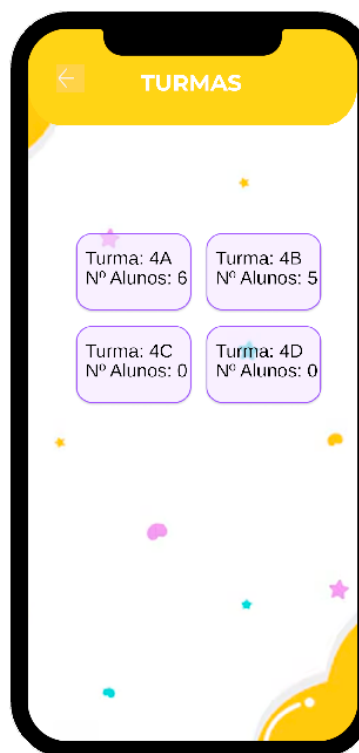 TURMAS
Turma: 4A
Nº Alunos: 6
Turma: 4B
Nº Alunos: 5
Turma: 4C
Nº Alunos: 0
Turma: 4D
Nº Alunos: 0